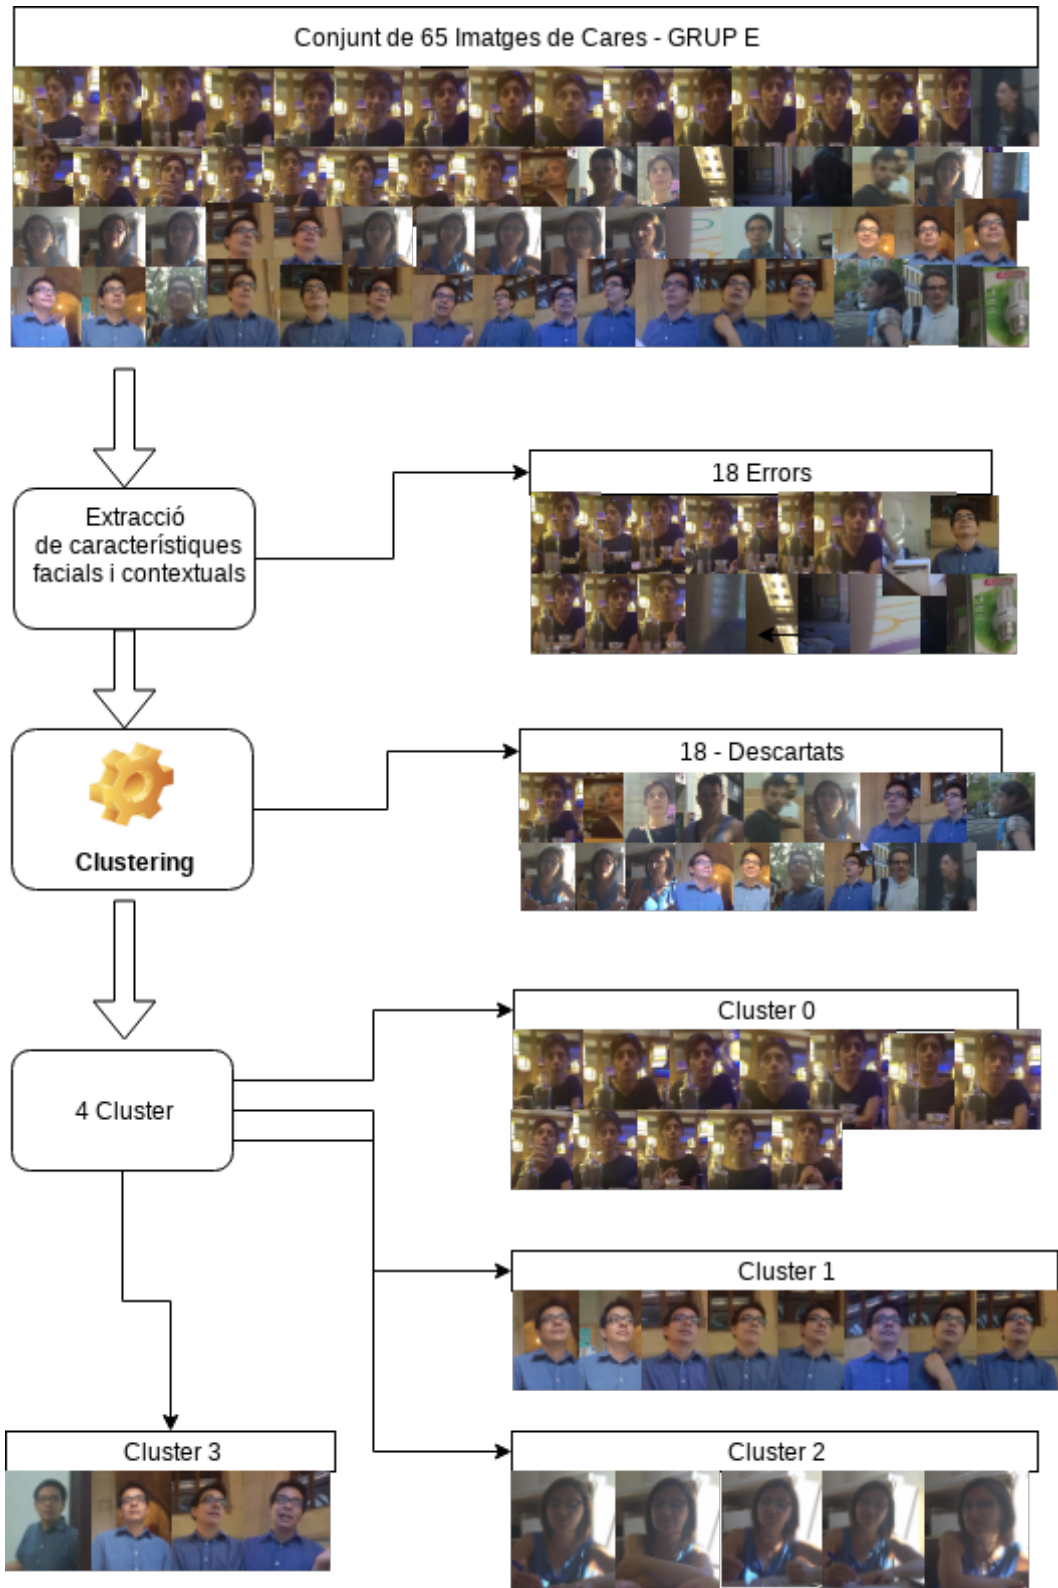 Conjunt de 65 Imatges de Cares - GRUP E
18 Errors
Extracció
de característiques
facials i contextuals
18 - Descartats
Clustering
Cluster 0
4 Cluster
Cluster 1
Cluster 3
Cluster 2